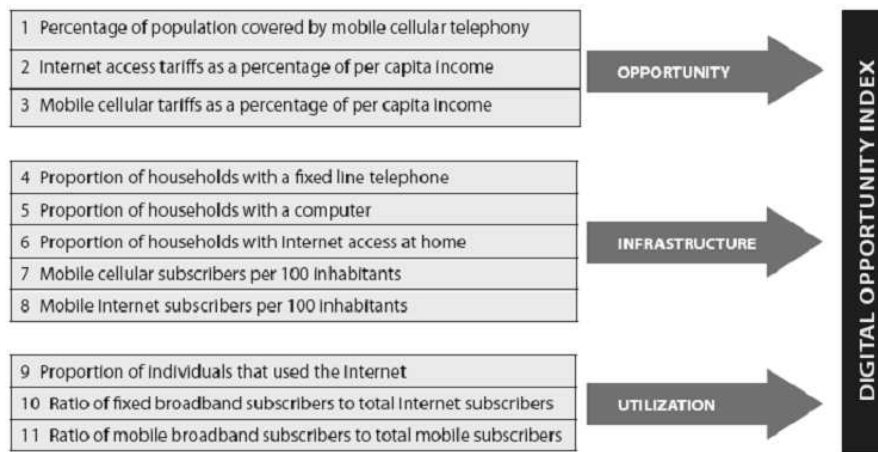 1 Percentage of population covered by mobile cellular telephony
2 Internet access tariffs as a percentage of per capita income
3 Mobile cellular tariffs as a percentage of per capita income
OPPORTUNITY
4 Proportion of households with a fixed line telephone
5 Proportion of households with a computer
6 Proportion of households with Internet access at home
7 Mobile cellular subscribers per 100 inhabitants
8 Mobile Internet subscribers per 100 inhabitants
INFRASTRUCTURE
9 Proportion of individuals that used the Internet
10 Ratio of fixed broadband subscribers to total Internet subscribers
11 Ratio of mobile broadband subscribers to total mobile subscribers
UTILIZATION
DIGITAL OPPORTUNITY INDEX